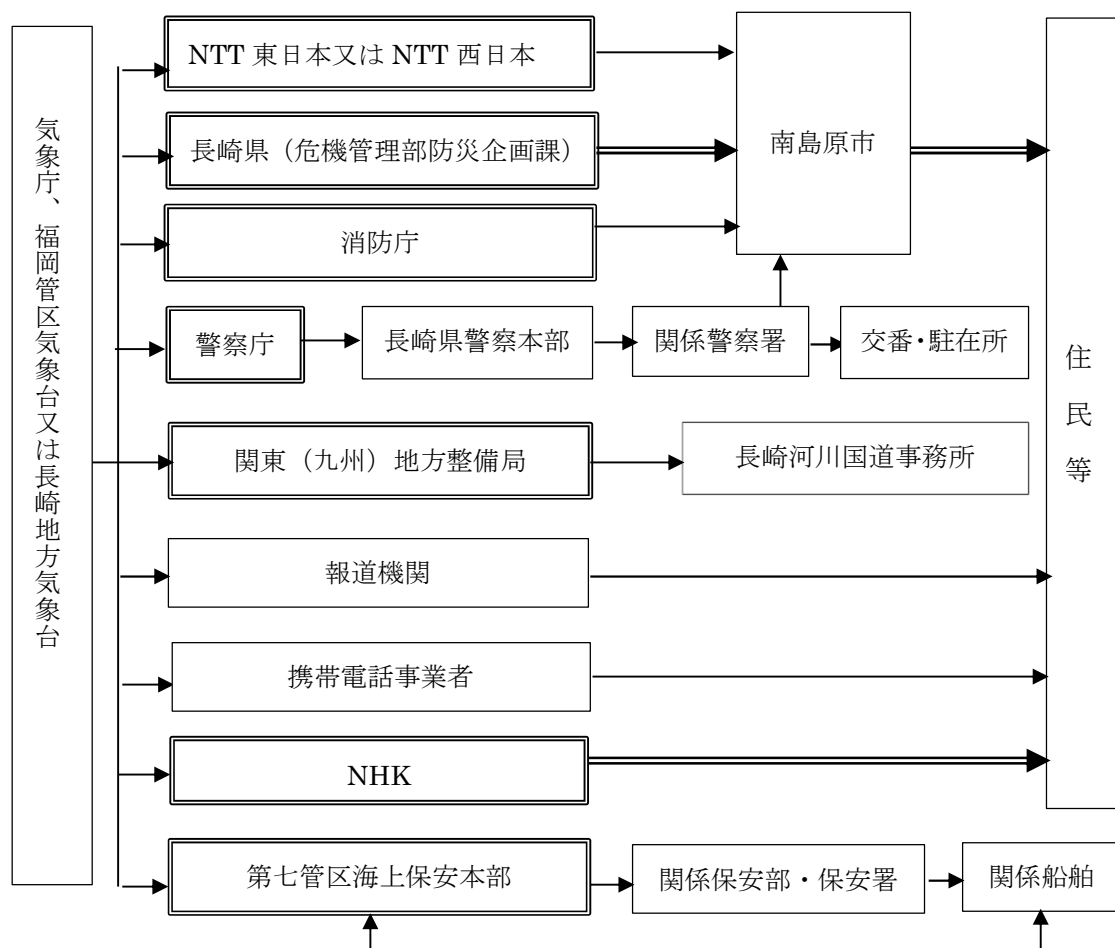 気象庁、福岡管区気象台又は長崎地方気象台
NTT 東日本又は NTT 西日本
長崎県（危機管理部防災企画課）
南島原市
消防庁
警察庁
長崎県警察本部
関係警察署
交番・駐在所
住民等
関東（九州）地方整備局
長崎河川国道事務所
報道機関
携帯電話事業者
NHK
第七管区海上保安本部
関係保安部・保安署
関係船舶